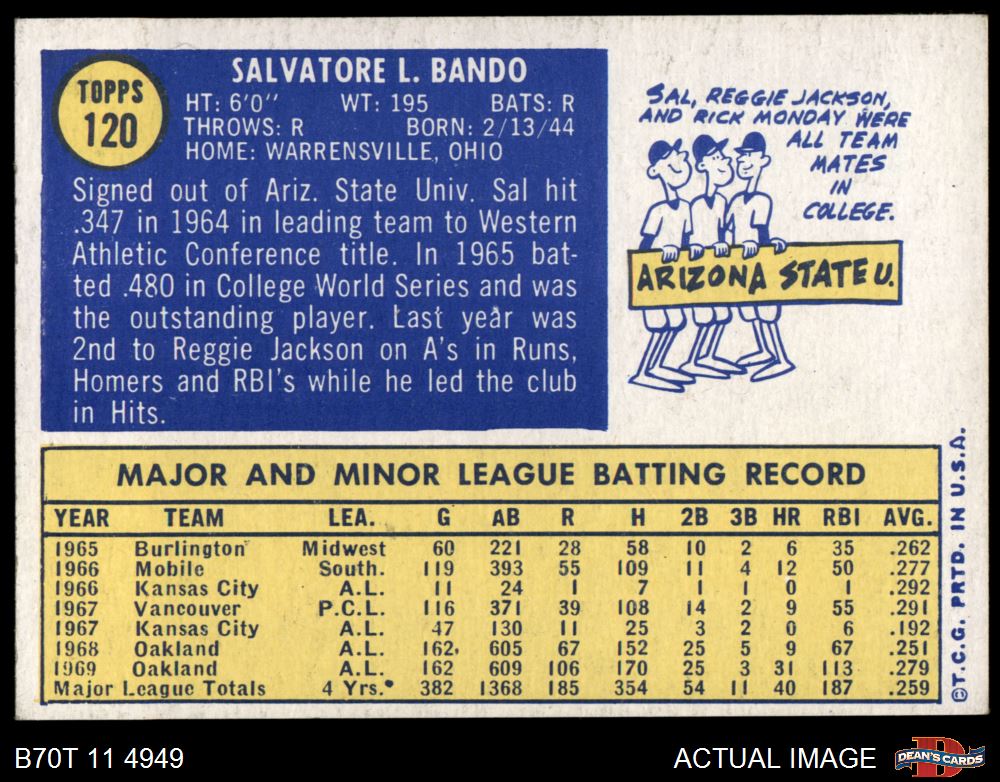 TOPPS
120
SALVATORE L. BANDO
HT: 6'0" WT: 195 BATS: R
THROWS: R BORN: 2/13/44
HOME: WARRENSVILLE, OHIO
Signed out of Ariz. State Univ. Sal hit
.347 in 1964 in leading team to Western
Athletic Conference title. In 1965 bat-
ted .480 in College World Series and was
the outstanding player. Last year was
2nd to Reggie Jackson on A's in Runs,
Homers and RBI's while he led the club
in Hits.
SAL, REGGIE JACKSON,
AND RICK MONDAY WERE
ALL TEAM
MATES
IN
COLLEGE.
ARIZONA STATE U.
MAJOR AND MINOR LEAGUE BATTING RECORD
YEAR TEAM LEA. G AB R H 2B 3B HR RBI AVG.
1965 Burlington Midwest 60 221 28 58 10 2 6 35 .262
1966 Mobile South. 119 393 55 109 11 4 12 50 .277
1966 Kansas City A.L. 11 24 1 7 1 1 0 1 .292
1967 Vancouver P.C.L. 116 371 39 108 14 2 9 55 .291
1967 Kansas City A.L. 47 130 11 25 3 2 0 6 .192
1968 Oakland A.L. 162 605 67 152 25 5 9 67 .251
1969 Oakland A.L. 162 609 106 170 25 3 31 113 .279
Major League Totals 4 Yrs. 382 1368 185 354 54 11 40 187 .259
©T.C.G. PRTD. IN U.S.A.
B70T 11 4949
ACTUAL IMAGE
D
DEAN'S CARDS